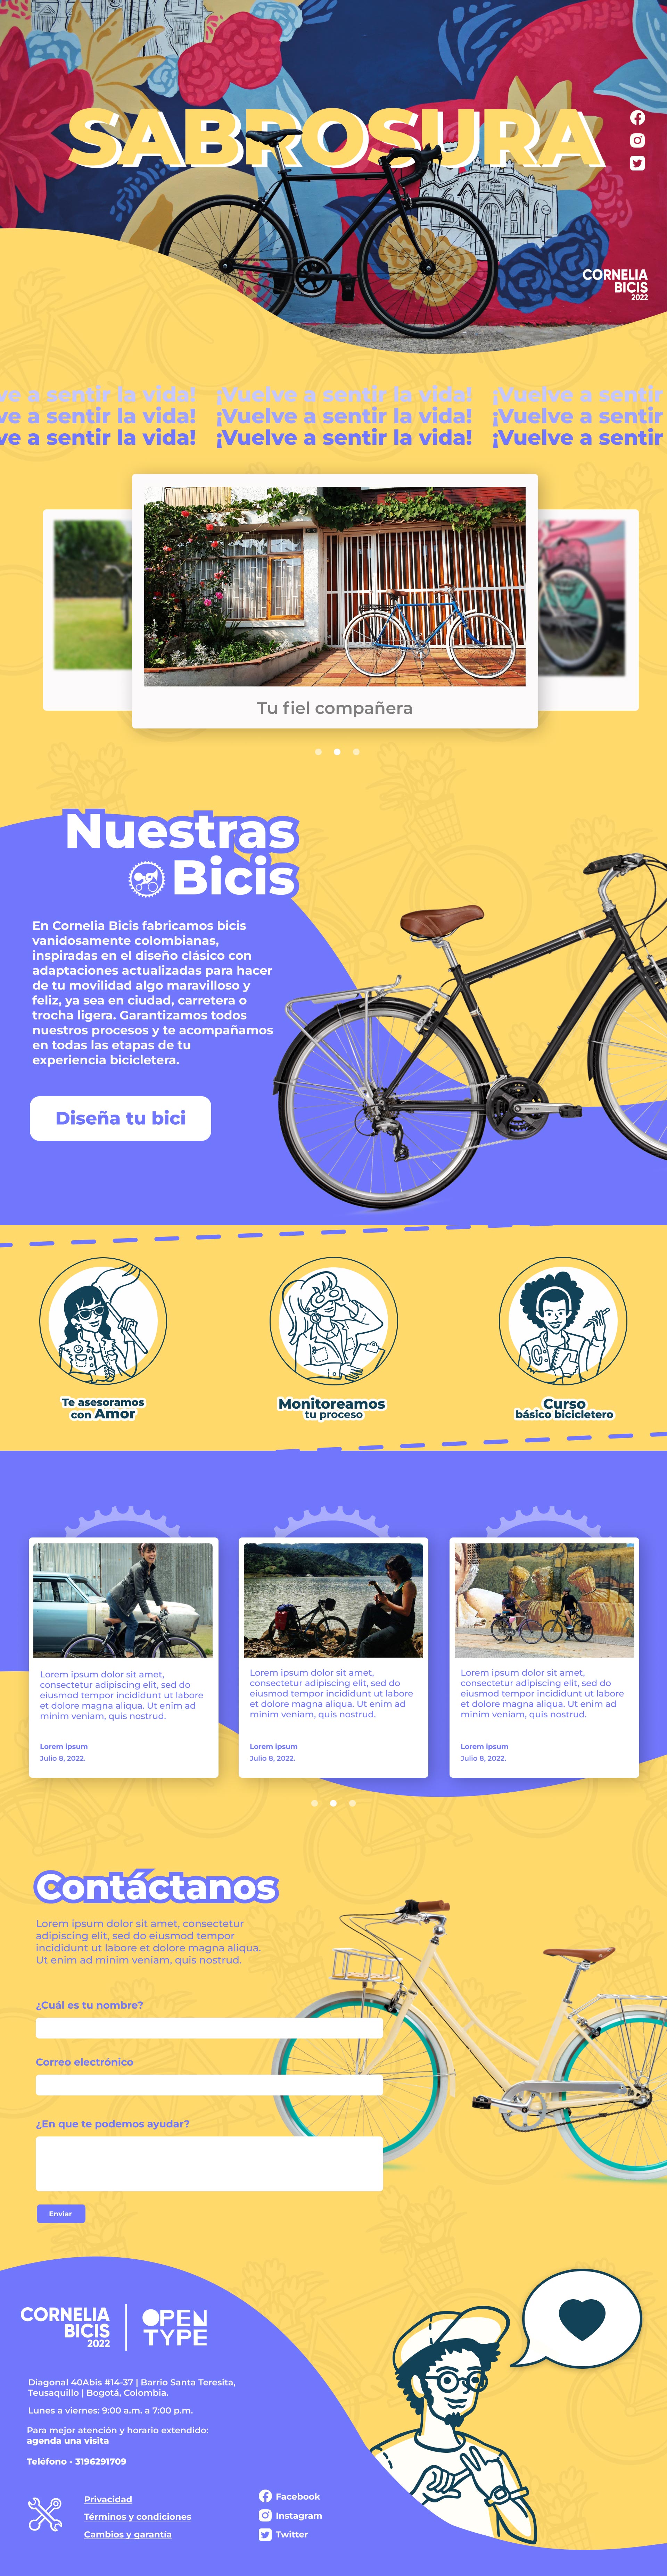 SABROSURA
CORNELIA
BICIS
2022
ve a sentir la vida! ¡Vuelve a sentir la vida! ¡Vuelve a sentir
ve a sentir la vida! ¡Vuelve a sentir la vida! ¡Vuelve a sentir
ve a sentir la vida! ¡Vuelve a sentir la vida! ¡Vuelve a sentir
Tu fiel compañera
Nuestras
Bicis
En Cornelia Bicis fabricamos bicis
vanidosamente colombianas,
inspiradas en el diseño clásico con
adaptaciones actualizadas para hacer
de tu movilidad algo maravilloso y
feliz, ya sea en ciudad, carretera o
trocha ligera. Garantizamos todos
nuestros procesos y te acompañamos
en todas las etapas de tu
experiencia bicicletera.
Diseña tu bici
Te asesoramos
con Amor
Monitoreamos
tu proceso
Curso
básico bicicletero
Lorem ipsum dolor sit amet,
consectetur adipiscing elit, sed do
eiusmod tempor incididunt ut labore
et dolore magna aliqua. Ut enim ad
minim veniam, quis nostrud.
Lorem ipsum
Julio 8, 2022.
Lorem ipsum dolor sit amet,
consectetur adipiscing elit, sed do
eiusmod tempor incididunt ut labore
et dolore magna aliqua. Ut enim ad
minim veniam, quis nostrud.
Lorem ipsum
Julio 8, 2022.
Lorem ipsum dolor sit amet,
consectetur adipiscing elit, sed do
eiusmod tempor incididunt ut labore
et dolore magna aliqua. Ut enim ad
minim veniam, quis nostrud.
Lorem ipsum
Julio 8, 2022.
Contáctanos
Lorem ipsum dolor sit amet, consectetur
adipiscing elit, sed do eiusmod tempor
incididunt ut labore et dolore magna aliqua.
Ut enim ad minim veniam, quis nostrud.
¿Cuál es tu nombre?
Correo electrónico
¿En que te podemos ayudar?
Enviar
CORNELIA
BICIS
2022
OPEN
TYPE
Diagonal 40Abis #14-37 | Barrio Santa Teresita,
Teusaquillo | Bogotá, Colombia.
Lunes a viernes: 9:00 a.m. a 7:00 p.m.
Para mejor atención y horario extendido:
agenda una visita
Teléfono - 3196291709
Privacidad
Términos y condiciones
Cambios y garantía
Facebook
Instagram
Twitter